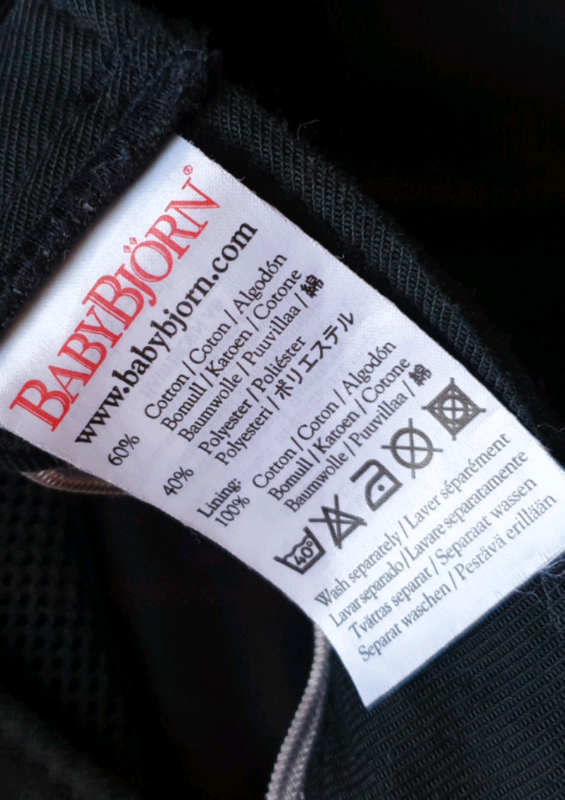 BABYBJÖRN®
www.babybjorn.com
60% Cotton / Coton / Algodón
Bomull / Katoen / Cotone
Baumwolle / Puuvillaa / 綿
40% Polyester / Poliéster
Polyesteri / ポリエステル
Lining:
100% Cotton / Coton / Algodón
Bomull / Katoen / Cotone
Baumwolle / Puuvillaa / 綿
40°
Wash separately / Laver séparément
Lavar separado / Lavare separatamente
Tvättas separat / Separaat wassen
Separat waschen / Pestävä erillään